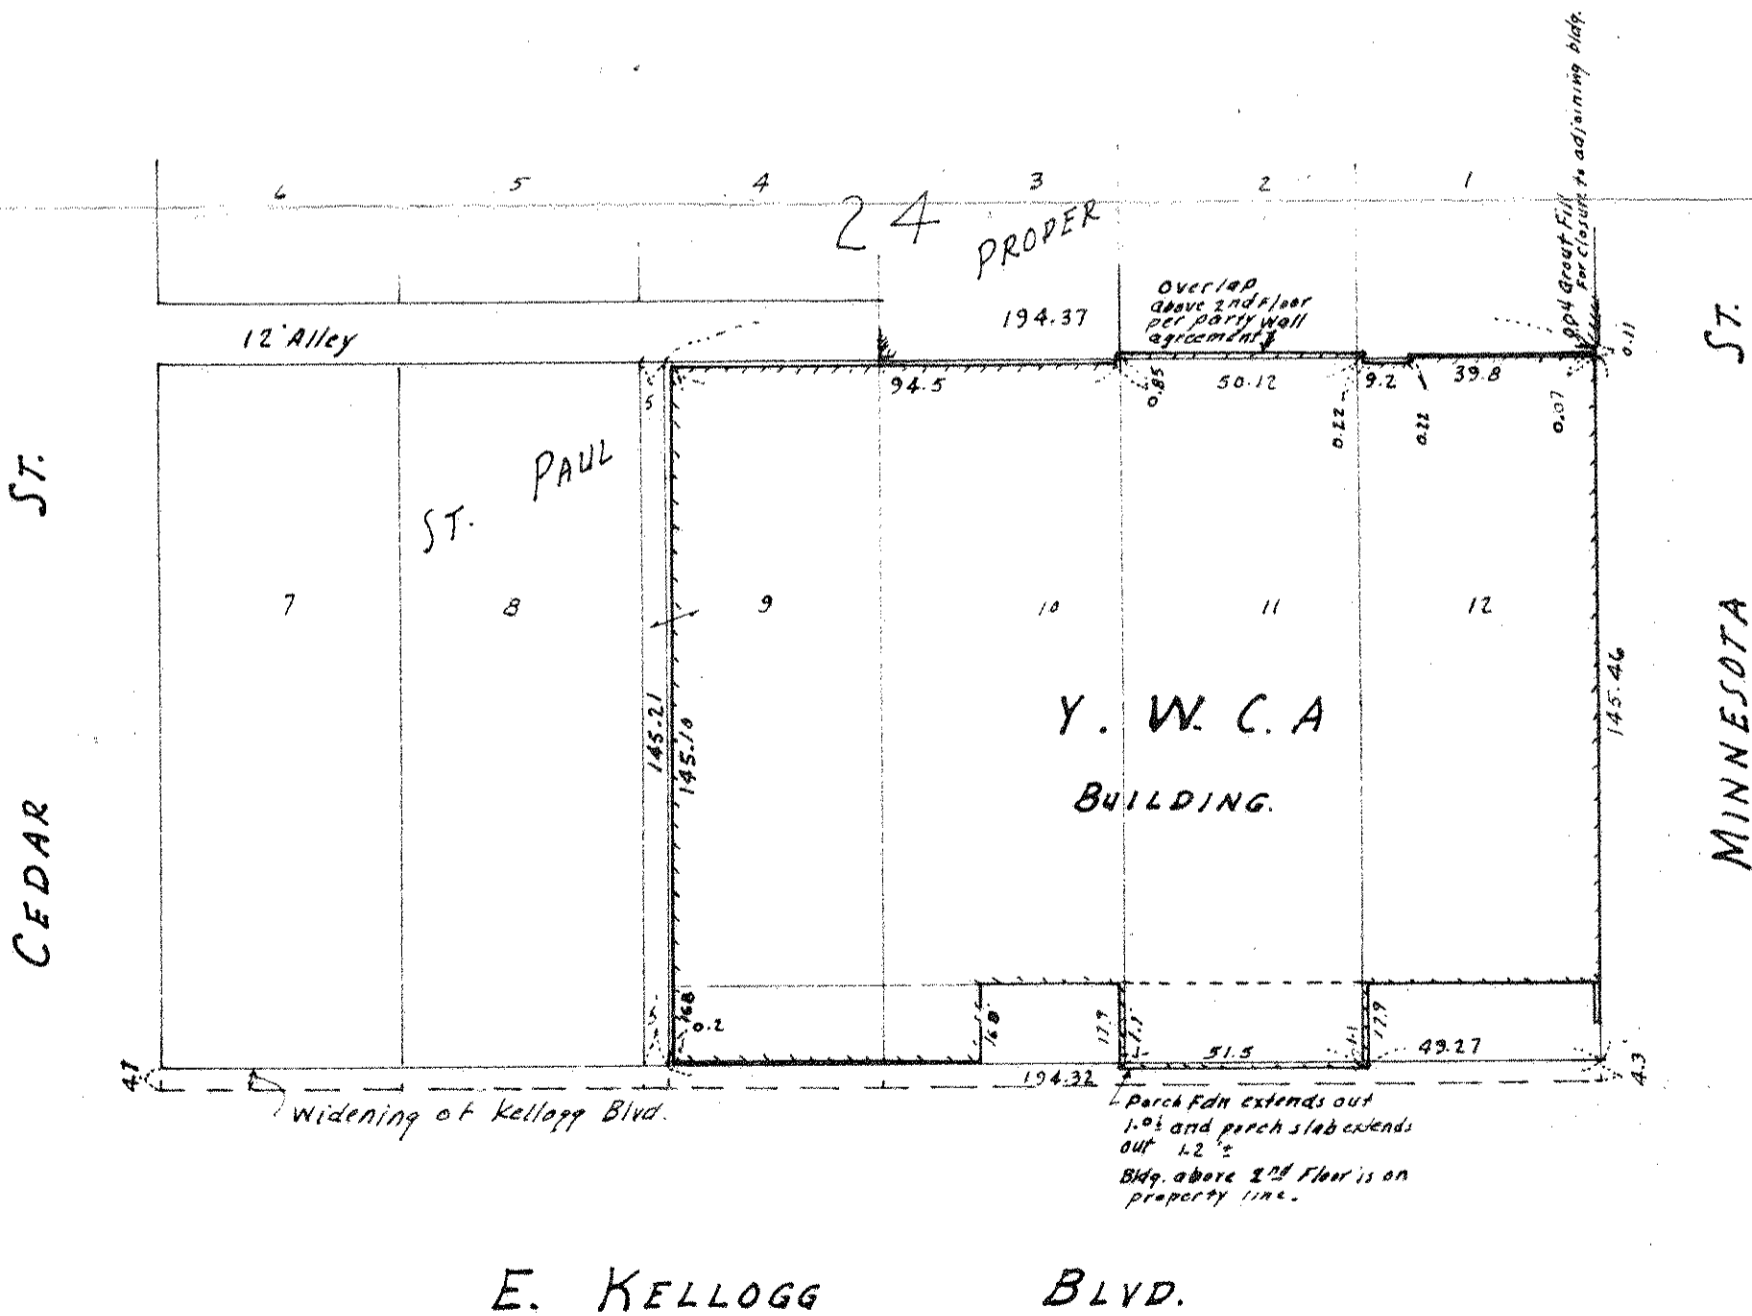 6 5 4 3 2 1
24
PROPER
12' Alley
194.37
Overlap
above 2nd Floor
per party wall
agreement
Grout Fill
For Closure to adjoining bldg.
0.11
5
94.5
0.85
50.12
0.22
9.2
0.22
39.8
0.07
ST. PAUL
7 8 9 10 11 12
145.21
145.10
145.46
Y. W. C. A
BUILDING.
CEDAR ST.
MINNESOTA ST.
16.8
0.2
16.8
17.9
1.1
51.5
1.1
17.9
49.27
4.3
194.32
widening of Kellogg Blvd.
Porch Fdn extends out
1.0± and porch slab extends
out 1.2 ±
Bldg. above 2nd Floor is on
property line.
E. KELLOGG BLVD.